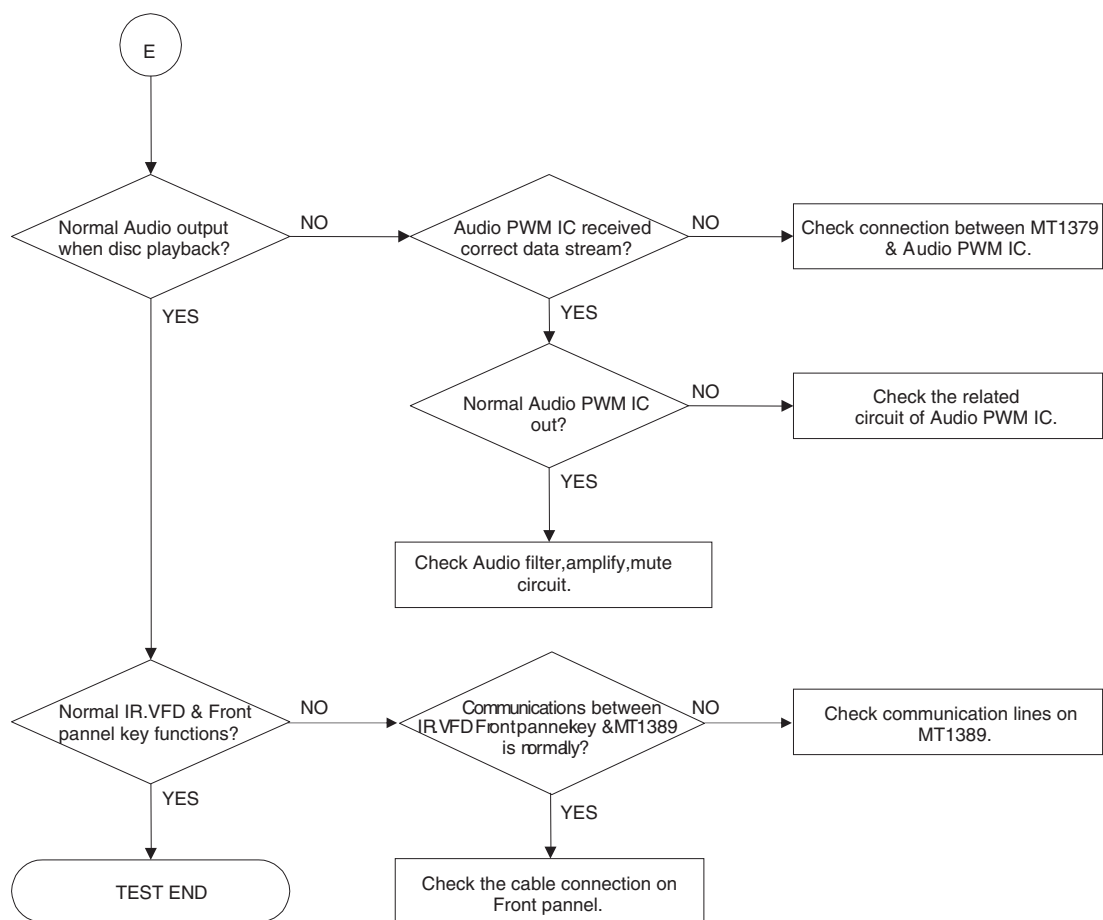 E
Normal Audio output
when disc playback?
NO
Audio PWM IC received
correct data stream?
NO
Check connection between MT1379
& Audio PWM IC.
YES
YES
Normal Audio PWM IC
out?
NO
Check the related
circuit of Audio PWM IC.
YES
Check Audio filter,amplify,mute
circuit.
Normal IR.VFD & Front
pannel key functions?
NO
Communications between
IR.VFD Front pannekey &MT1389
is normaly?
NO
Check communication lines on
MT1389.
YES
YES
TEST END
Check the cable connection on
Front pannel.